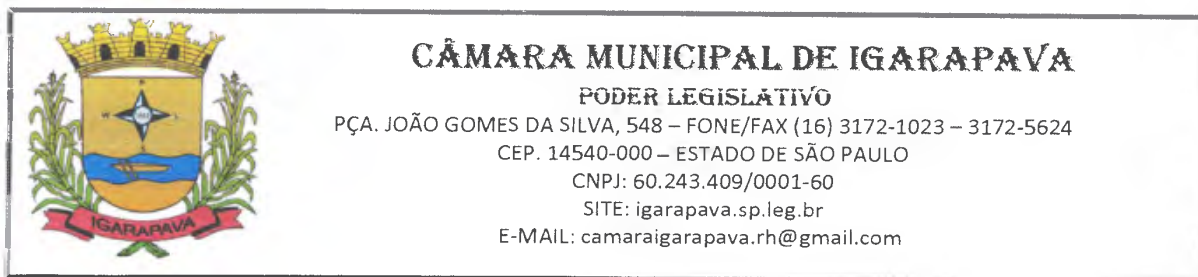 CÂMARA MUNICIPAL DE IGARAPAVA
PODER LEGISLATIVO
PÇA. JOÃO GOMES DA SILVA, 548 – FONE/FAX (16) 3172-1023 – 3172-5624
CEP. 14540-000 – ESTADO DE SÃO PAULO
CNPJ: 60.243.409/0001-60
SITE: igarapava.sp.leg.br
E-MAIL: camaraigarapava.rh@gmail.com
IGARAPAVA